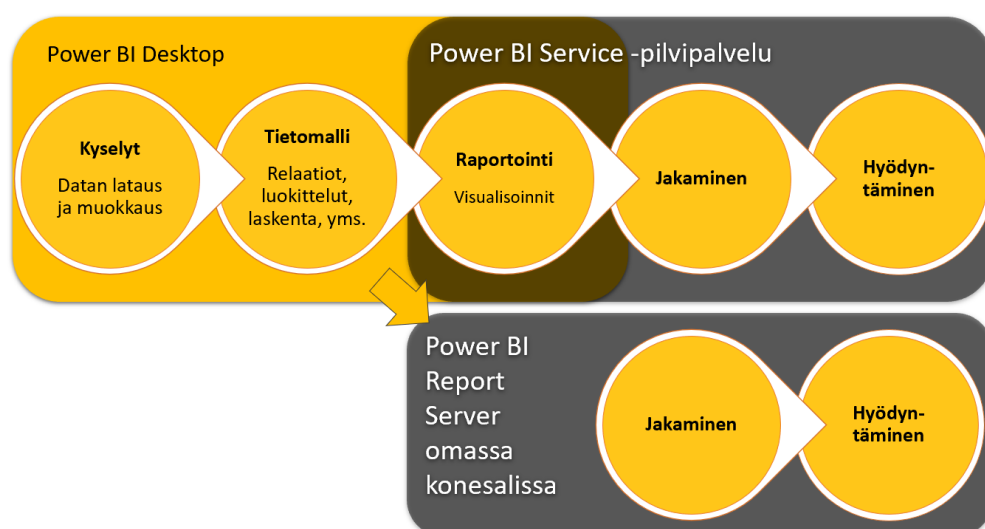 Power BI Desktop
Power BI Service -pilvipalvelu
Kyselyt
Datan lataus
ja muokkaus
Tietomalli
Relaatiot,
luokittelut,
laskenta, yms.
Raportointi
Visualisoinnit
Jakaminen
Hyödyn-
täminen
Power BI
Report
Server
omassa
konesalissa
Jakaminen
Hyödyn-
täminen